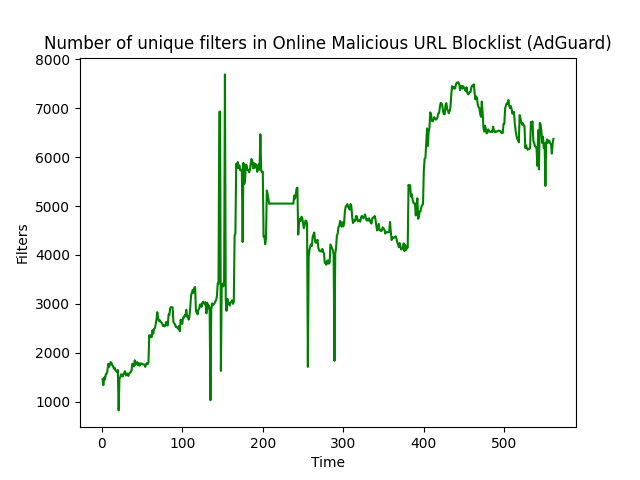 Number of unique filters in Online Malicious URL Blocklist (AdGuard)
8000
7000
6000
5000
4000
3000
2000
1000
Filters
0 100 200 300 400 500
Time